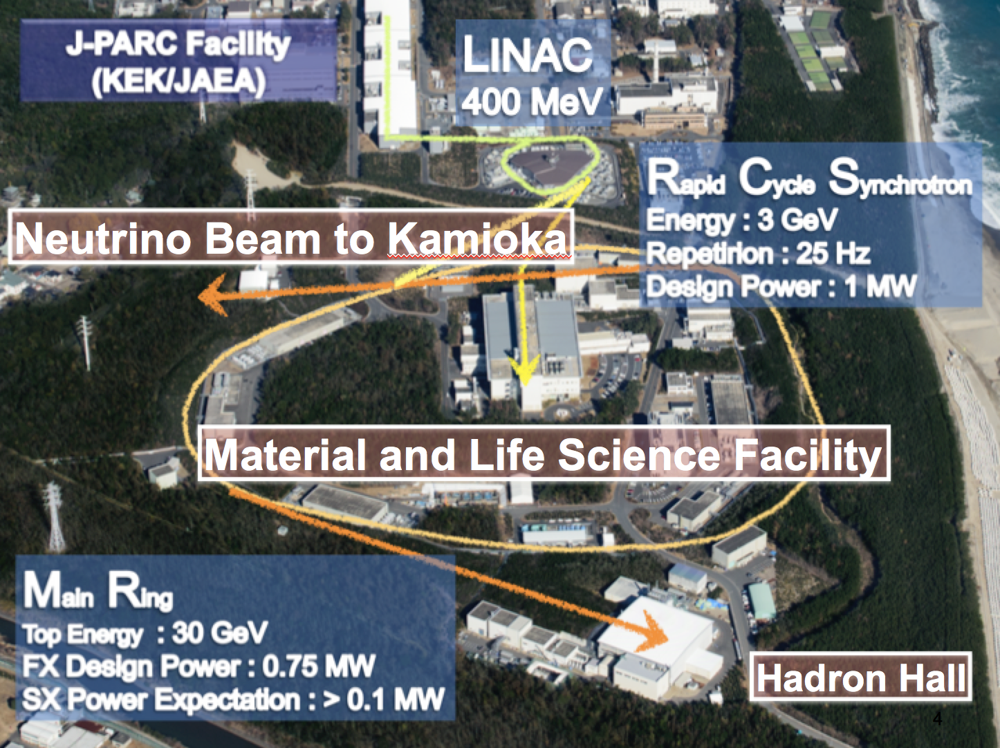 J-PARC Facility
(KEK/JAEA)
LINAC
400 MeV
Rapid Cycle Synchrotron
Energy : 3 GeV
Repetirion : 25 Hz
Design Power : 1 MW
Neutrino Beam to Kamioka
Material and Life Science Facility
Main Ring
Top Energy : 30 GeV
FX Design Power : 0.75 MW
SX Power Expectation : > 0.1 MW
Hadron Hall
4